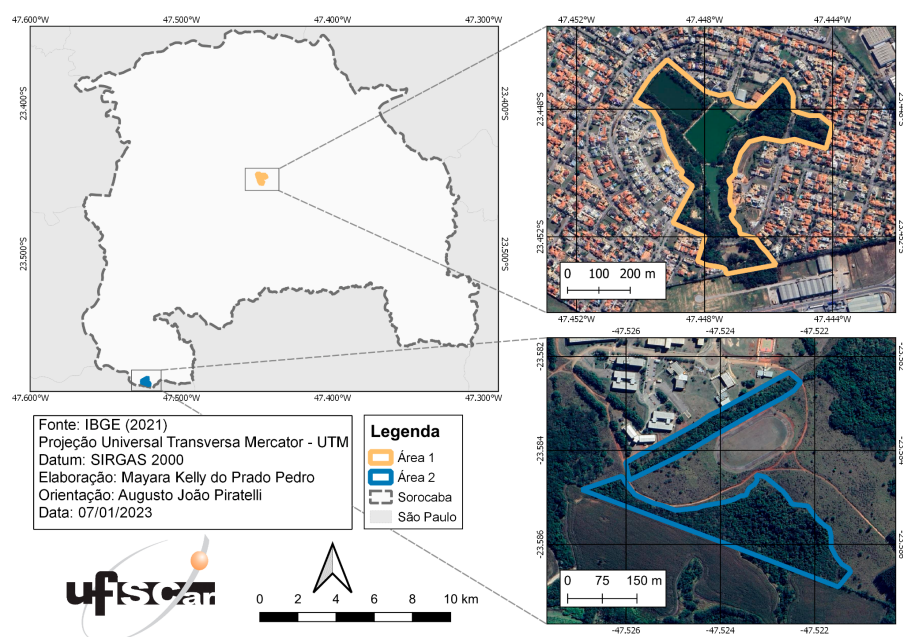 47.600°W 47.500°W 47.400°W 47.300°W
23.400°S 23.400°S
23.500°S 23.500°S
47.600°W 47.500°W 47.400°W 47.300°W
47.452°W 47.448°W 47.444°W
23.448°S
23.452°S
0 100 200 m
47.452°W 47.448°W 47.444°W
-47.526 -47.524 -47.522
-23.582
-23.584
-23.586
0 75 150 m
-47.526 -47.524 -47.522
Fonte: IBGE (2021)
Projeção Universal Transversa Mercator - UTM
Datum: SIRGAS 2000
Elaboração: Mayara Kelly do Prado Pedro
Orientação: Augusto João Piratelli
Data: 07/01/2023
Legenda
Área 1
Área 2
Sorocaba
São Paulo
ufscar
0 2 4 6 8 10 km